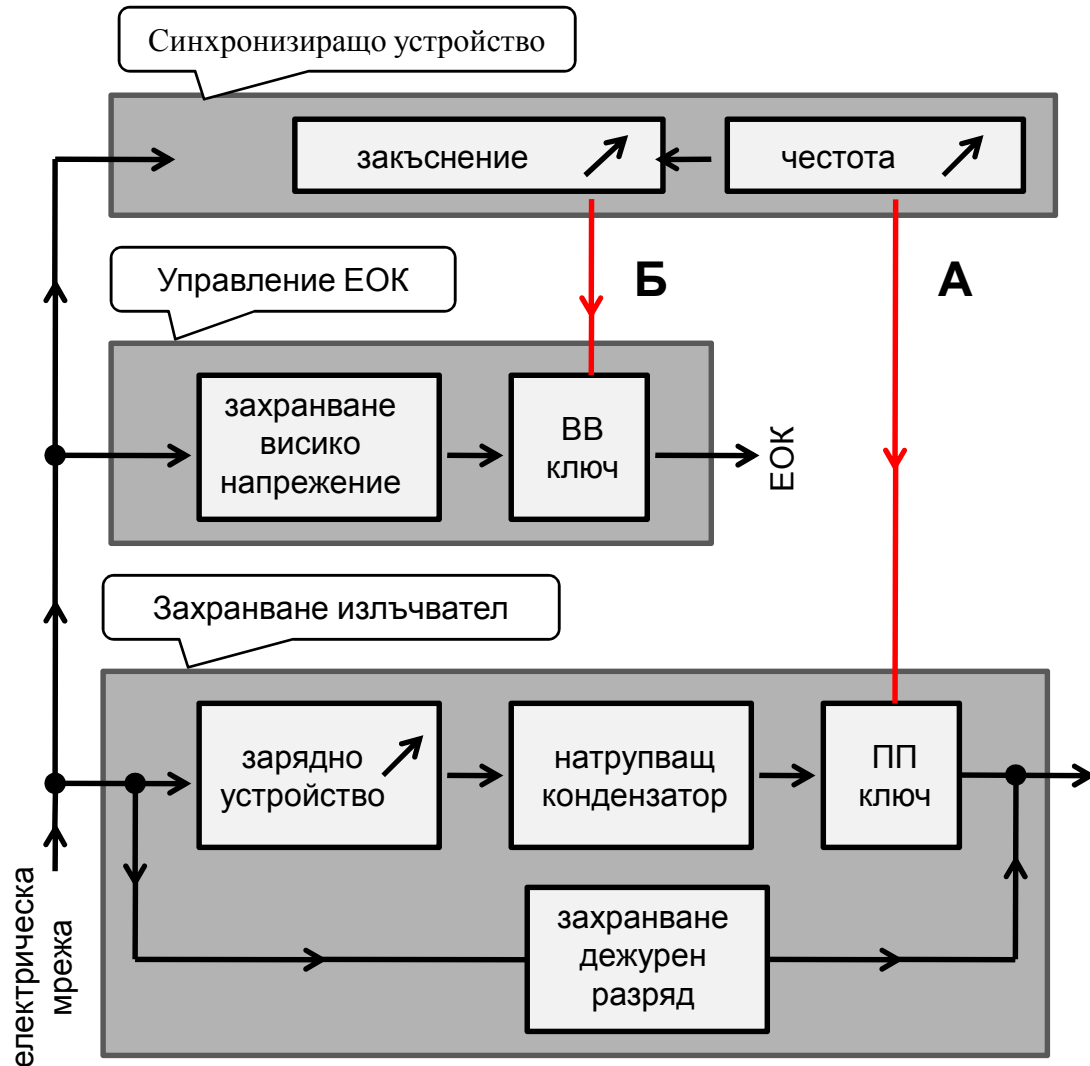 Синхронизиращо устройство
закъснение
честота
Б
А
Управление ЕОК
захранване
висико
напрежение
ВВ
ключ
ЕОК
Захранване излъчвател
зарядно
устройство
натрупващ
кондензатор
ПП
ключ
захранване
дежурен
разряд
електрическа
мрежа